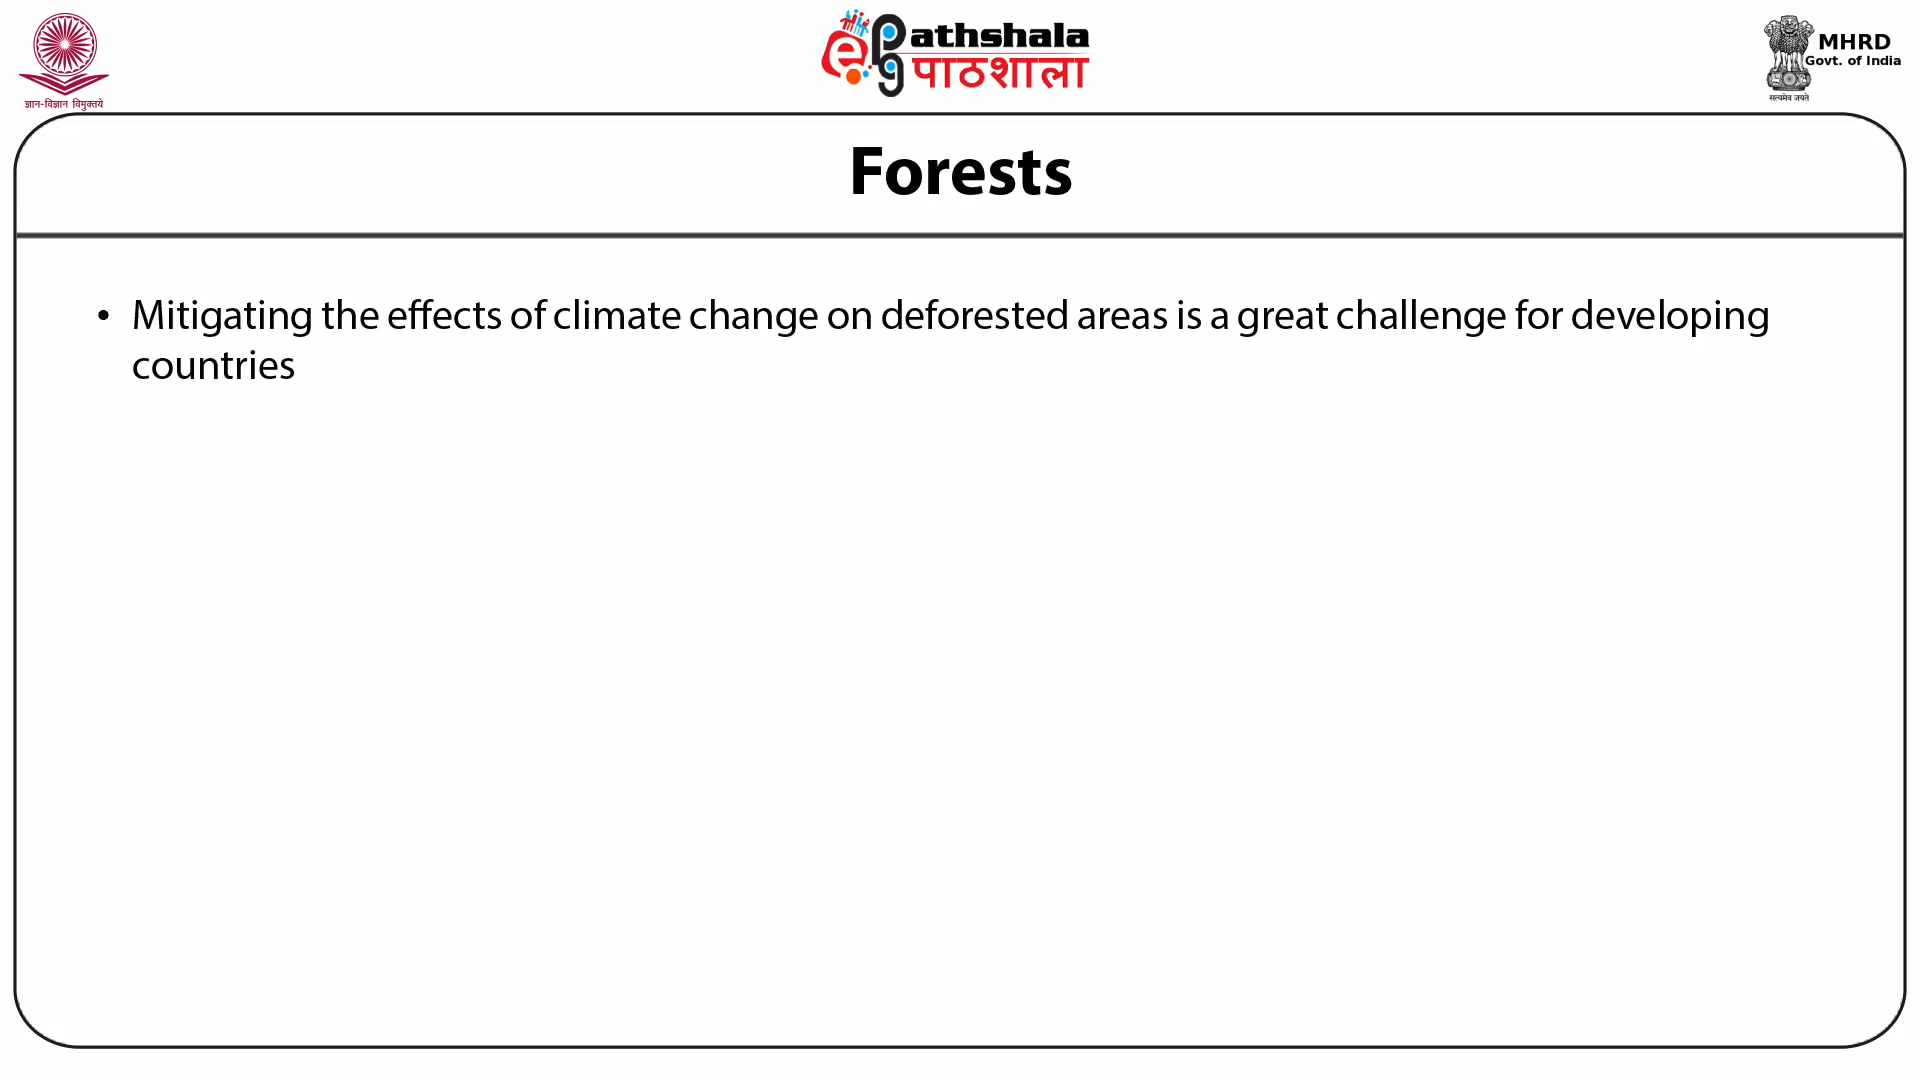 ज्ञान-विज्ञान विमुक्तये
epg
athshala
पाठशाला
MHRD
Govt. of India
सत्यमेव जयते
Forests
• Mitigating the effects of climate change on deforested areas is a great challenge for developing
countries